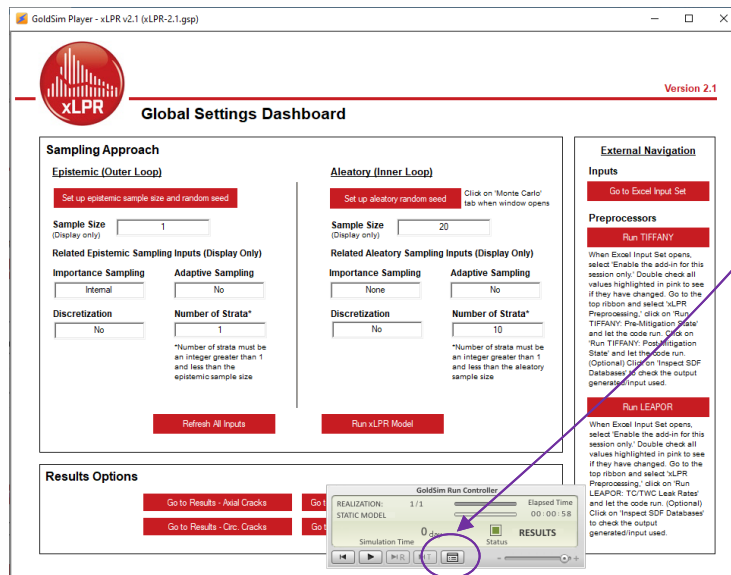 GoldSim Player - xLPR v2.1 (xLPR-2.1.gsp)
xLPR
Version 2.1
Global Settings Dashboard
Sampling Approach
Epistemic (Outer Loop)
Set up epistemic sample size and random seed
Sample Size
(Display only)
1
Related Epistemic Sampling Inputs (Display Only)
Importance Sampling
Adaptive Sampling
Internal
No
Discretization
Number of Strata*
No
1
*Number of strata must be
an integer greater than 1
and less than the
epistemic sample size
Refresh All Inputs
Aleatory (Inner Loop)
Set up aleatory random seed
Click on 'Monte Carlo'
tab when window opens
Sample Size
(Display only)
20
Related Aleatory Sampling Inputs (Display Only)
Importance Sampling
Adaptive Sampling
None
No
Discretization
Number of Strata*
No
10
*Number of strata must be
an integer greater than 1
and less than the aleatory
sample size
Run xLPR Model
External Navigation
Inputs
Go to Excel Input Set
Preprocessors
Run TIFFANY
When Excel Input Set opens,
select 'Enable the add-in for this
session only.' Double check all
values highlighted in pink to see
if they have changed. Go to the
top ribbon and select 'xLPR
Preprocessing,' click on 'Run
TIFFANY: Pre-Mitigation State'
and let the code run. Click on
'Run TIFFANY: Post-Mitigation
State' and let the code run.
(Optional) Click on 'Inspect SDF
Databases' to check the output
generated/input used.
Run LEAPOR
When Excel Input Set opens,
select 'Enable the add-in for this
session only.' Double check all
values highlighted in pink to see
if they have changed. Go to the
top ribbon and select 'xLPR
Preprocessing,' click on 'Run
LEAPOR: TC/TWC Leak Rates'
and let the code run. (Optional)
Click on 'Inspect SDF Databases'
to check the output
generated/input used.
Results Options
Go to Results - Axial Cracks
Go t
Go to Results - Circ. Cracks
Go t
GoldSim Run Controller
REALIZATION: 1/1
Elapsed Time
STATIC MODEL
00:00:58
0
Simulation Time
Status
RESULTS
R
T
- +